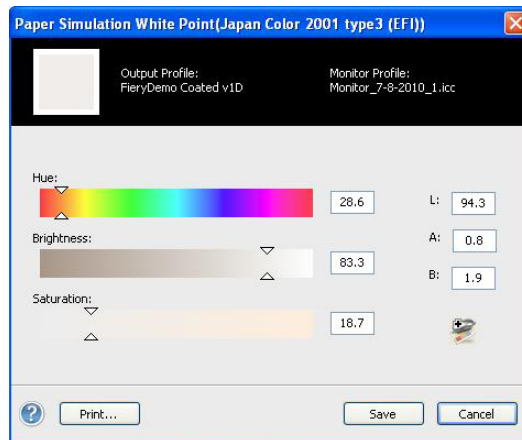 Paper Simulation White Point(Japan Color 2001 type3 (EFI))
Output Profile:
FieryDemo Coated v1D
Monitor Profile:
Monitor_7-8-2010_1.icc
Hue:
28.6
Brightness:
83.3
Saturation:
18.7
L: 94.3
A: 0.8
B: 1.9
? Print... Save Cancel